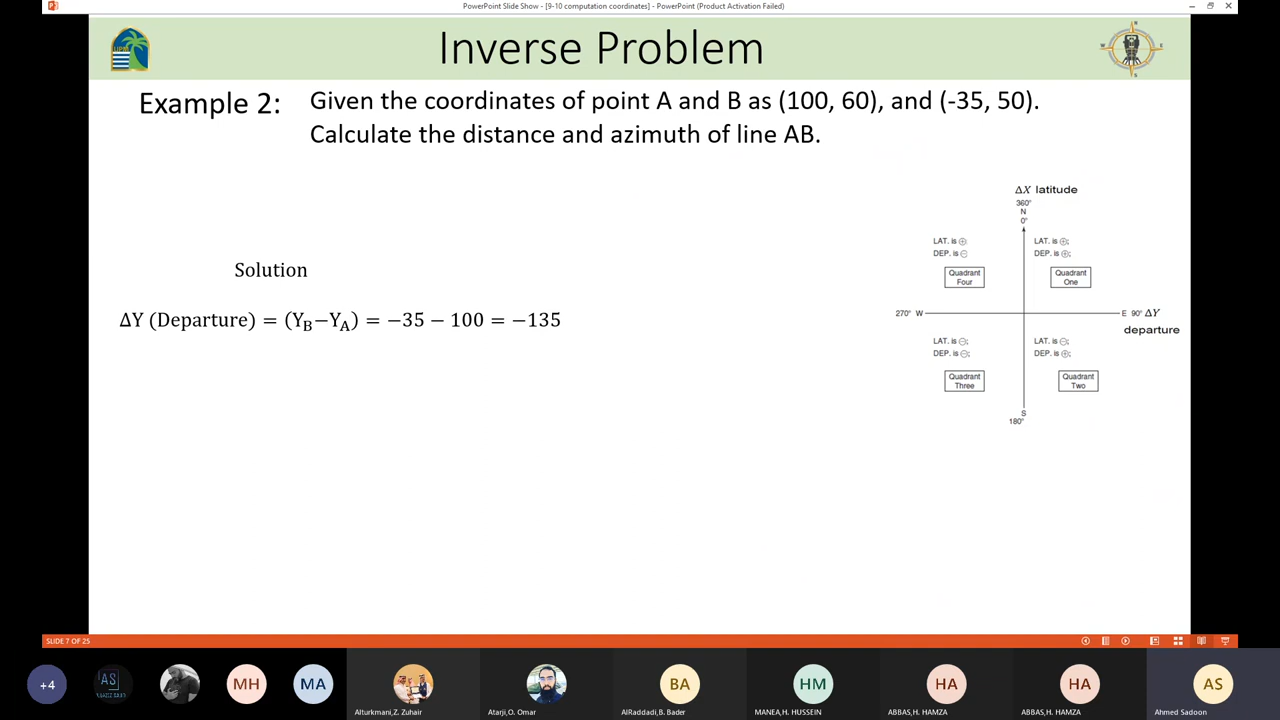 PowerPoint Slide Show - [9-10 computation coordinates] - PowerPoint (Product Activation Failed)
Inverse Problem
UPM
N
W E
S
Example 2: Given the coordinates of point A and B as (100, 60), and (-35, 50).
Calculate the distance and azimuth of line AB.
ΔX latitude
360°
N
0°
LAT. is ⊕ LAT. is ⊕;
DEP. is ⊖ DEP. is ⊕;
Quadrant Four
Quadrant One
Solution
ΔY (Departure) = (Y_B−Y_A) = −35 − 100 = −135
270° W E 90° ΔY
departure
LAT. is ⊖; LAT. is ⊖;
DEP. is ⊖; DEP. is ⊕;
Quadrant Three
Quadrant Two
S
180°
SLIDE 7 OF 25
+4 AS MH MA BA HM HA HA AS
Alturkmani,Z. Zuhair Atarji,O. Omar AlRaddadi,B. Bader MANEA,H. HUSSEIN ABBAS,H. HAMZA ABBAS,H. HAMZA Ahmed Sadoon